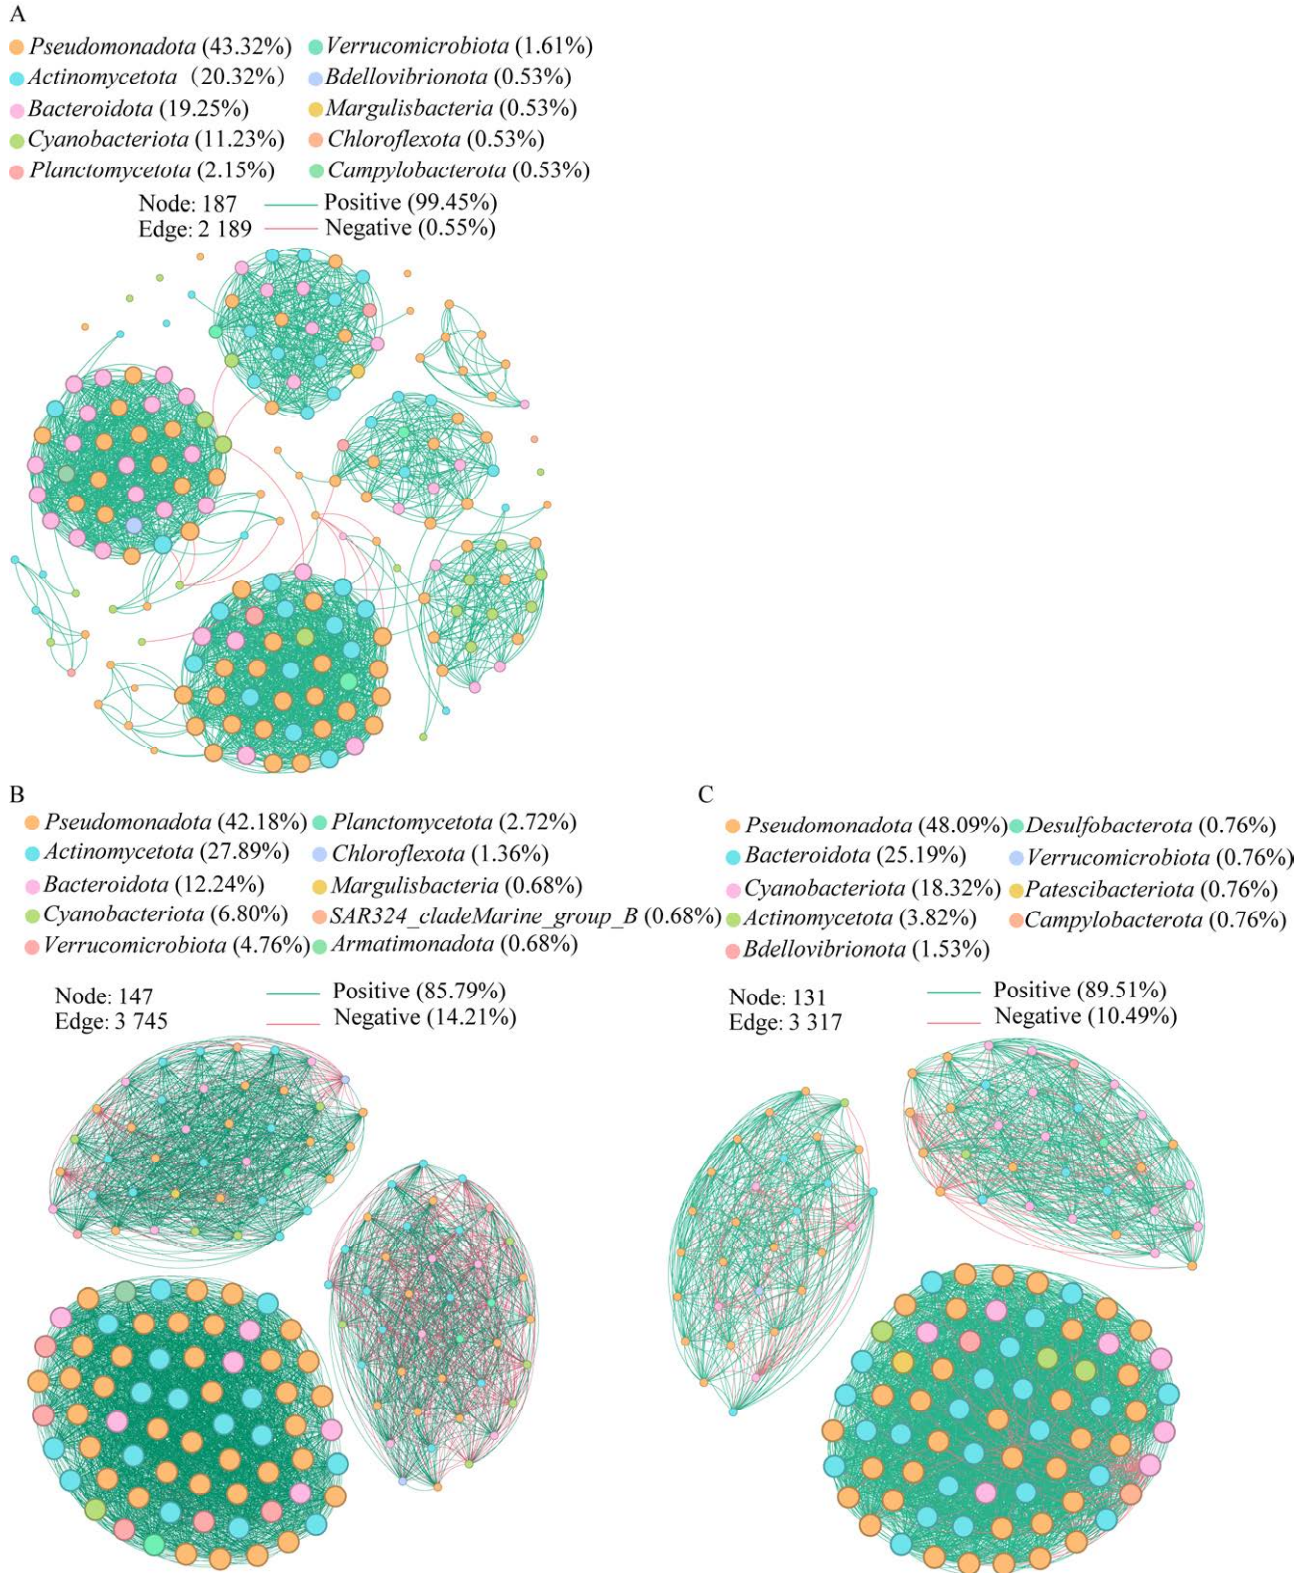 A
Pseudomonadota (43.32%) Verrucomicrobiota (1.61%)
Actinomycetota（20.32%） Bdellovibrionota (0.53%)
Bacteroidota (19.25%) Margulisbacteria (0.53%)
Cyanobacteriota (11.23%) Chloroflexota (0.53%)
Planctomycetota (2.15%) Campylobacterota (0.53%)
Node: 187 Positive (99.45%)
Edge: 2 189 Negative (0.55%)
B
Pseudomonadota (42.18%) Planctomycetota (2.72%)
Actinomycetota (27.89%) Chloroflexota (1.36%)
Bacteroidota (12.24%) Margulisbacteria (0.68%)
Cyanobacteriota (6.80%) SAR324_cladeMarine_group_B (0.68%)
Verrucomicrobiota (4.76%) Armatimonadota (0.68%)
Node: 147 Positive (85.79%)
Edge: 3 745 Negative (14.21%)
C
Pseudomonadota (48.09%) Desulfobacterota (0.76%)
Bacteroidota (25.19%) Verrucomicrobiota (0.76%)
Cyanobacteriota (18.32%) Patescibacteriota (0.76%)
Actinomycetota (3.82%) Campylobacterota (0.76%)
Bdellovibrionota (1.53%)
Node: 131 Positive (89.51%)
Edge: 3 317 Negative (10.49%)